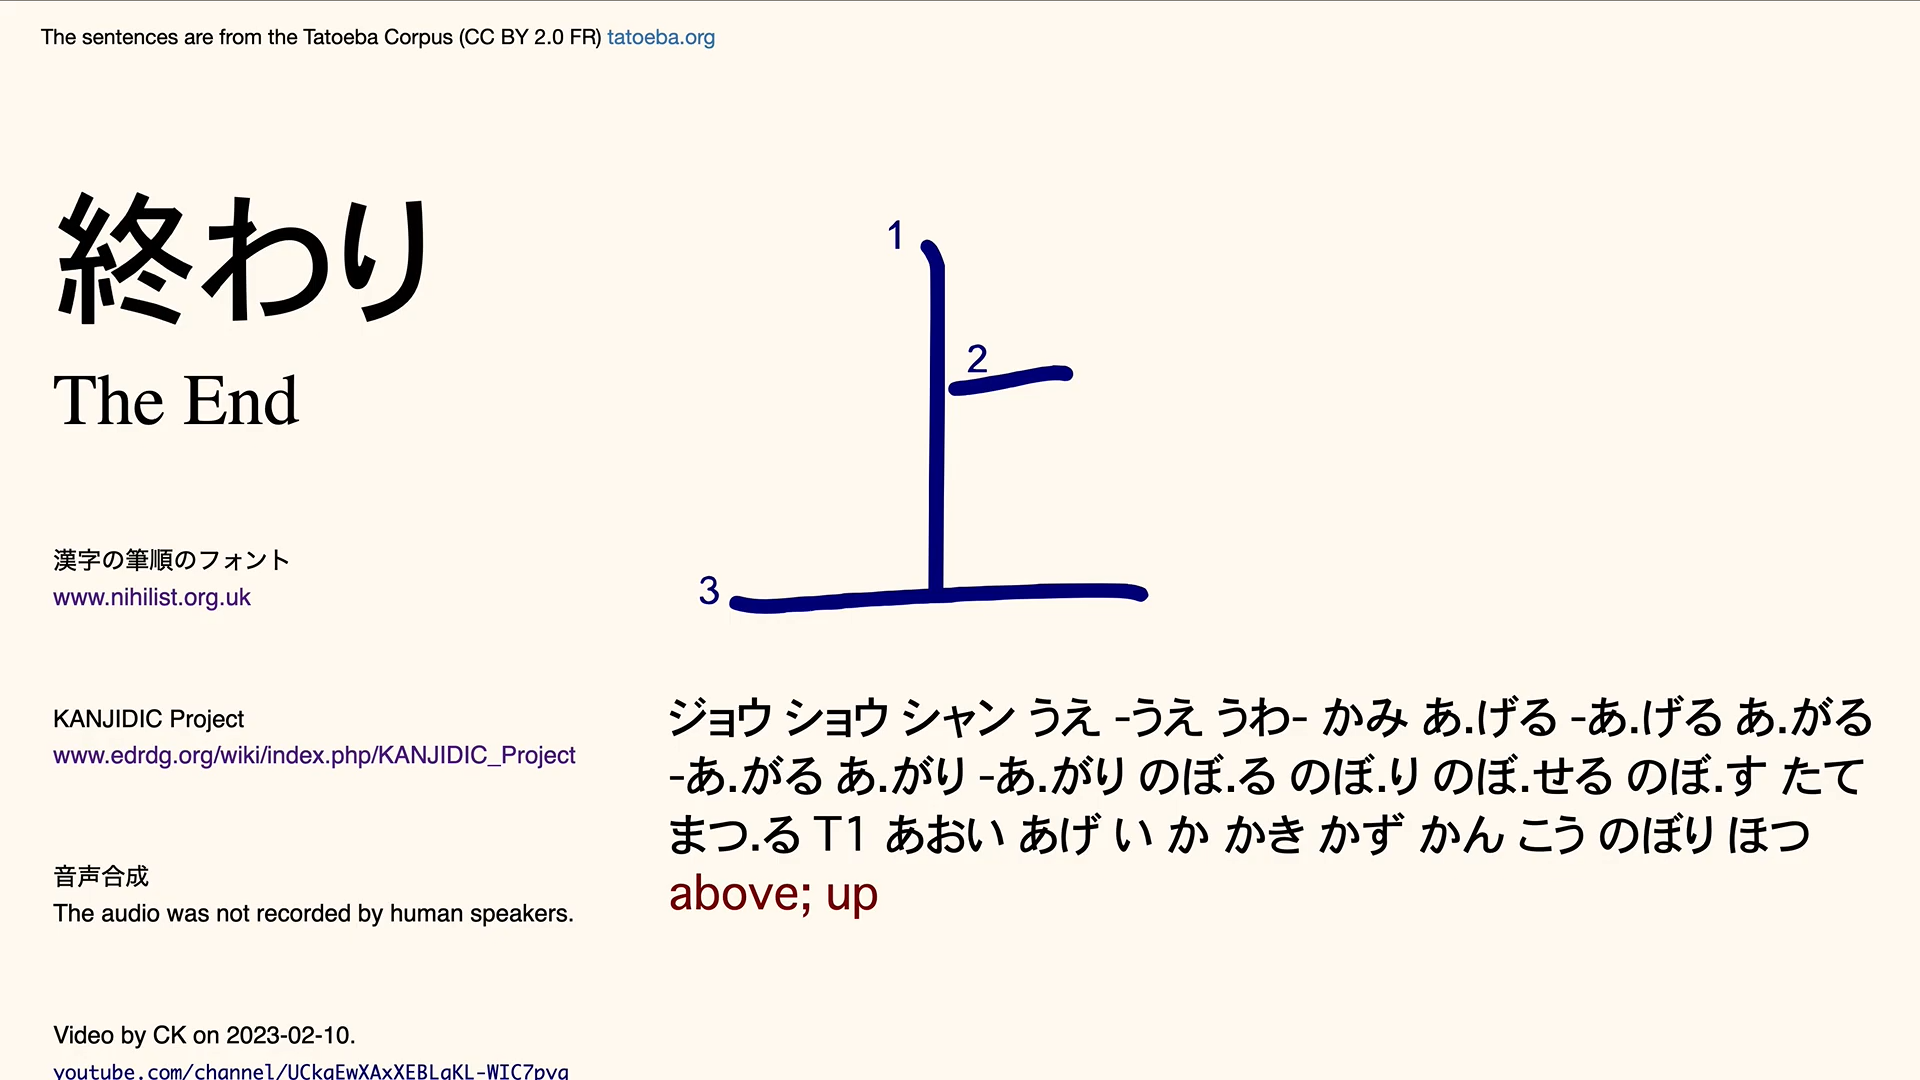 The sentences are from the Tatoeba Corpus (CC BY 2.0 FR) tatoeba.org
終わり
The End
漢字の筆順のフォント
www.nihilist.org.uk
KANJIDIC Project
www.edrdg.org/wiki/index.php/KANJIDIC_Project
音声合成
The audio was not recorded by human speakers.
Video by CK on 2023-02-10.
youtube.com/channel/UCkgEwXAxXEBLgKL-WIC7pvg
1
2
3
上
ジョウ ショウ シャン うえ -うえ うわ- かみ あ.げる -あ.げる あ.がる
-あ.がる あ.がり -あ.がり のぼ.る のぼ.り のぼ.せる のぼ.す たて
まつ.る T1 あおい あげ い か かき かず かん こう のぼり ほつ
above; up